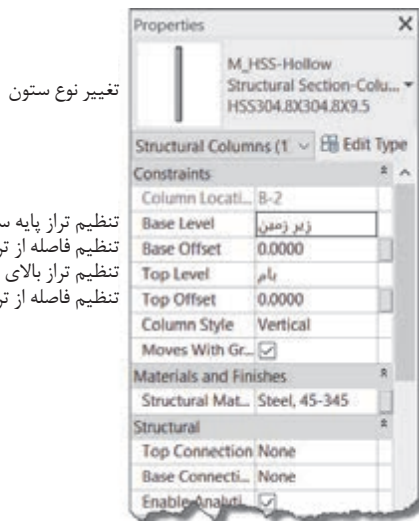 Properties
M_HSS-Hollow
Structural Section-Colu...
HSS304.8X304.8X9.5
تغییر نوع ستون
Structural Columns (1 Edit Type
Constraints
Column Locati... B-2
تنظیم تراز پایه Base Level زیر زمین
تنظیم فاصله از Base Offset 0.0000
تنظیم تراز بالای Top Level بام
تنظیم فاصله از Top Offset 0.0000
Column Style Vertical
Moves With Gr...
Materials and Finishes
Structural Mat... Steel, 45-345
Structural
Top Connection None
Base Connecti... None
Enable Analyti...